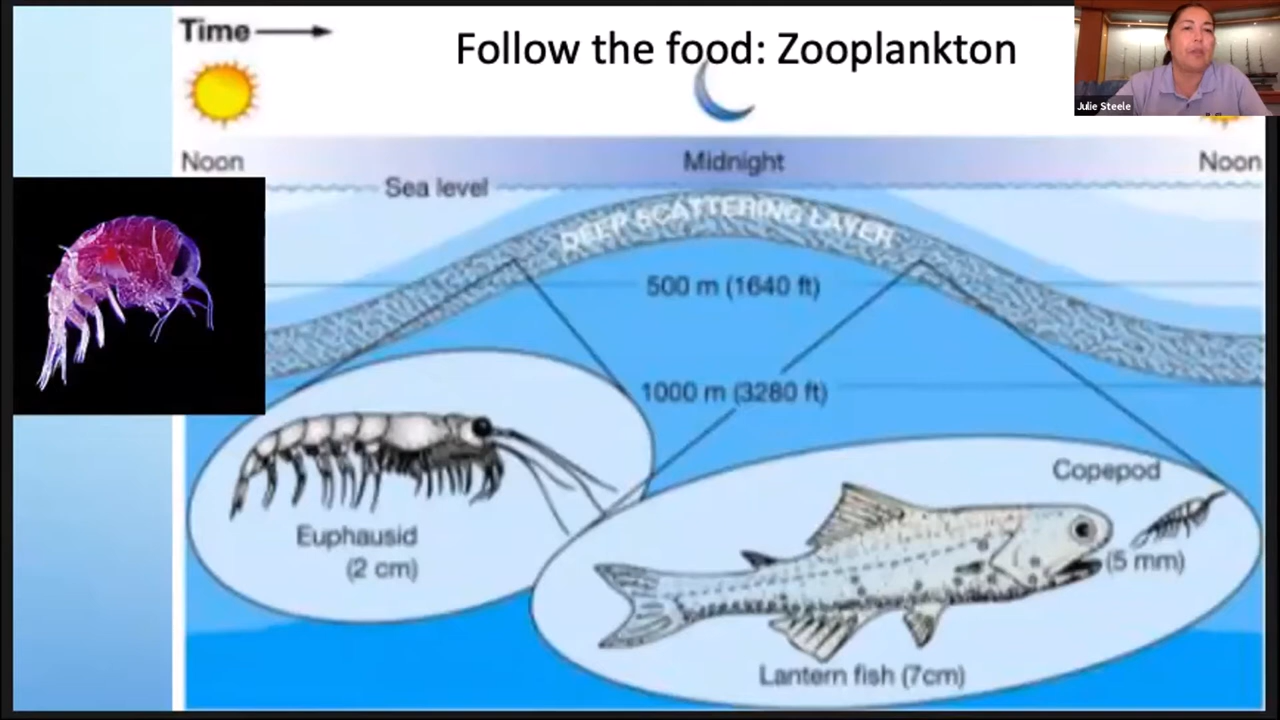 Time
Follow the food: Zooplankton
Julie Steele
Noon
Midnight
Noon
Sea level
DEEP SCATTERING LAYER
500 m (1640 ft)
1000 m (3280 ft)
Copepod
(5 mm)
Euphausid
(2 cm)
Lantern fish (7cm)